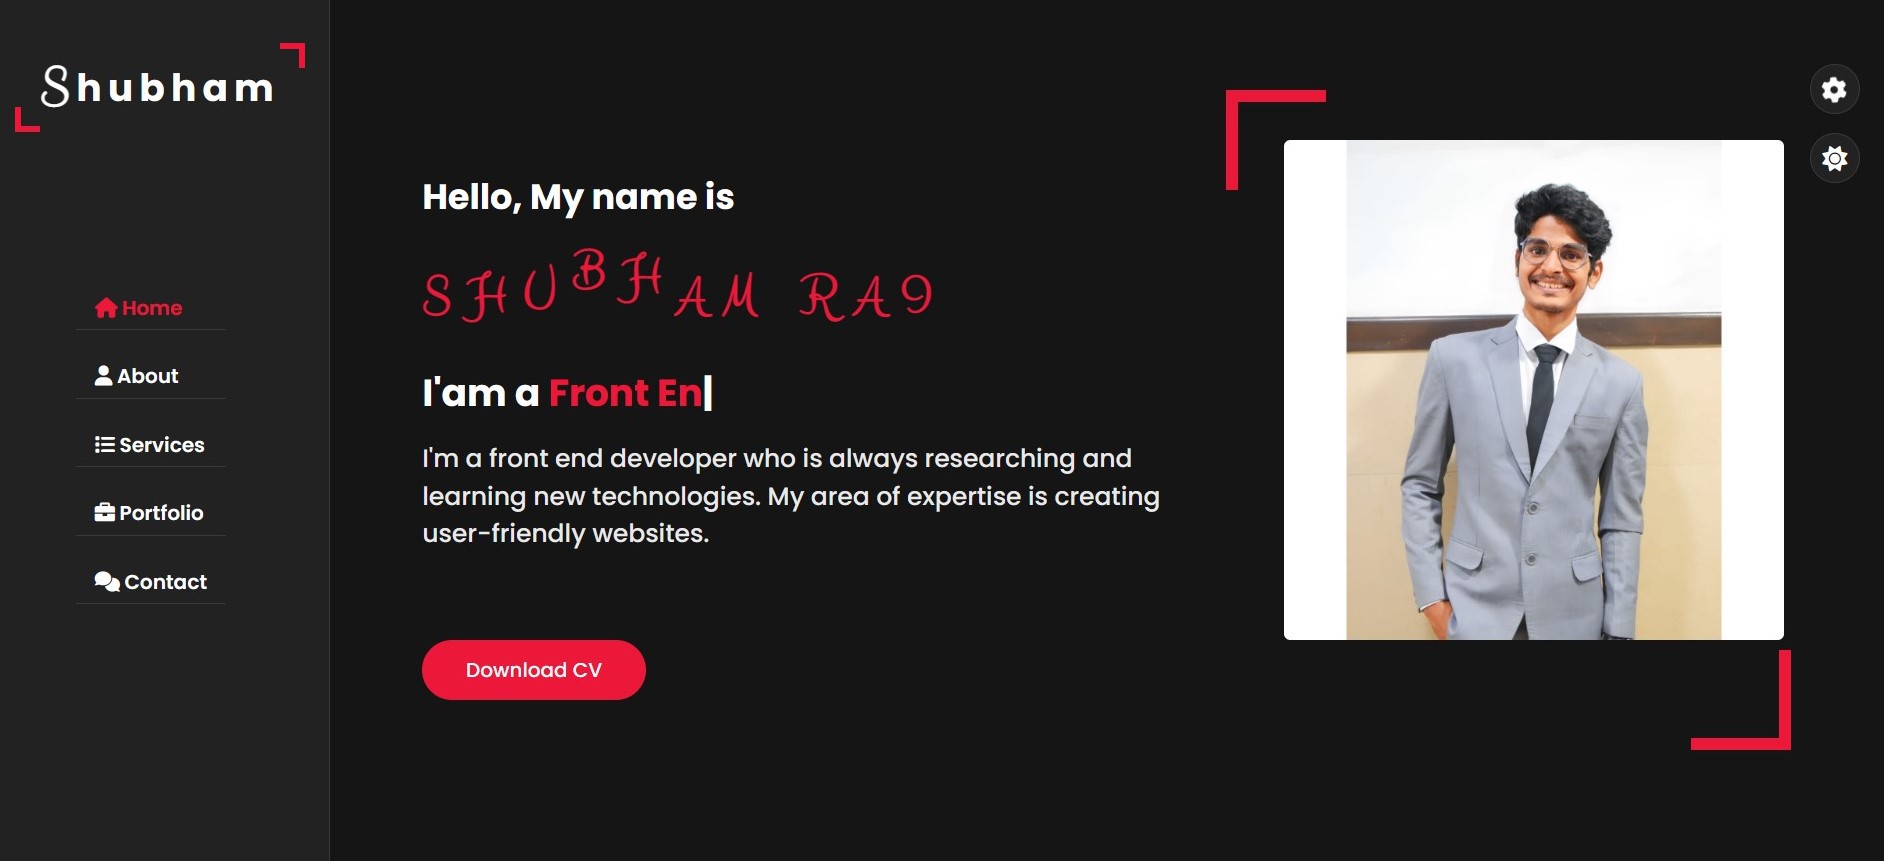 Shubham
Home
About
Services
Portfolio
Contact
Hello, My name is
SHUBHAM RA9
I'am a Front En|
I'm a front end developer who is always researching and
learning new technologies. My area of expertise is creating
user-friendly websites.
Download CV